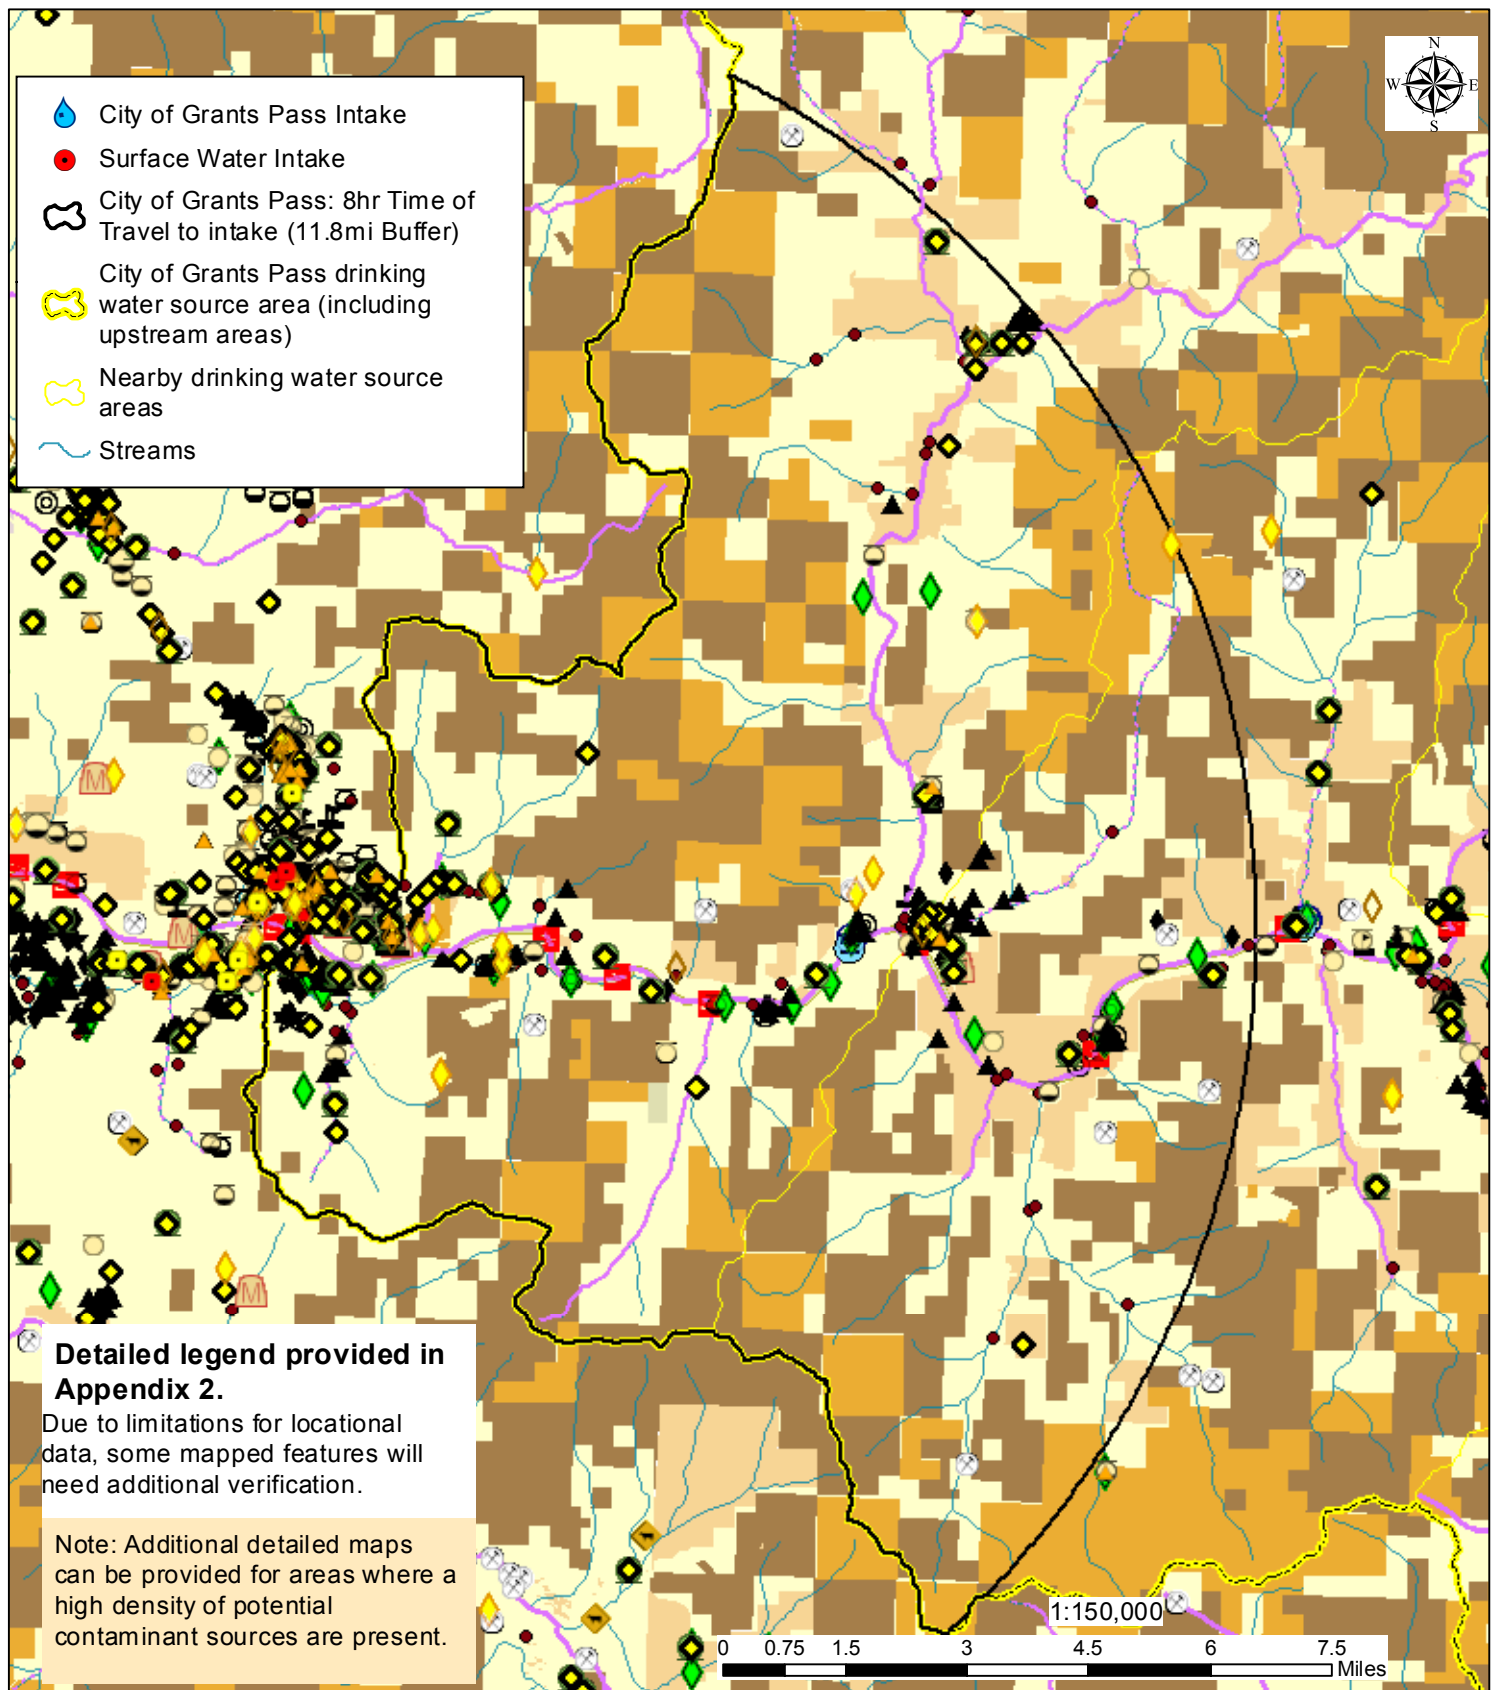 N
W E
S
City of Grants Pass Intake
Surface Water Intake
City of Grants Pass: 8hr Time of
Travel to intake (11.8mi Buffer)
City of Grants Pass drinking
water source area (including
upstream areas)
Nearby drinking water source
areas
Streams
M
M
M
Detailed legend provided in
Appendix 2.
Due to limitations for locational
data, some mapped features will
need additional verification.
Note: Additional detailed maps
can be provided for areas where a
high density of potential
contaminant sources are present.
1:150,000
0 0.75 1.5 3 4.5 6 7.5
Miles